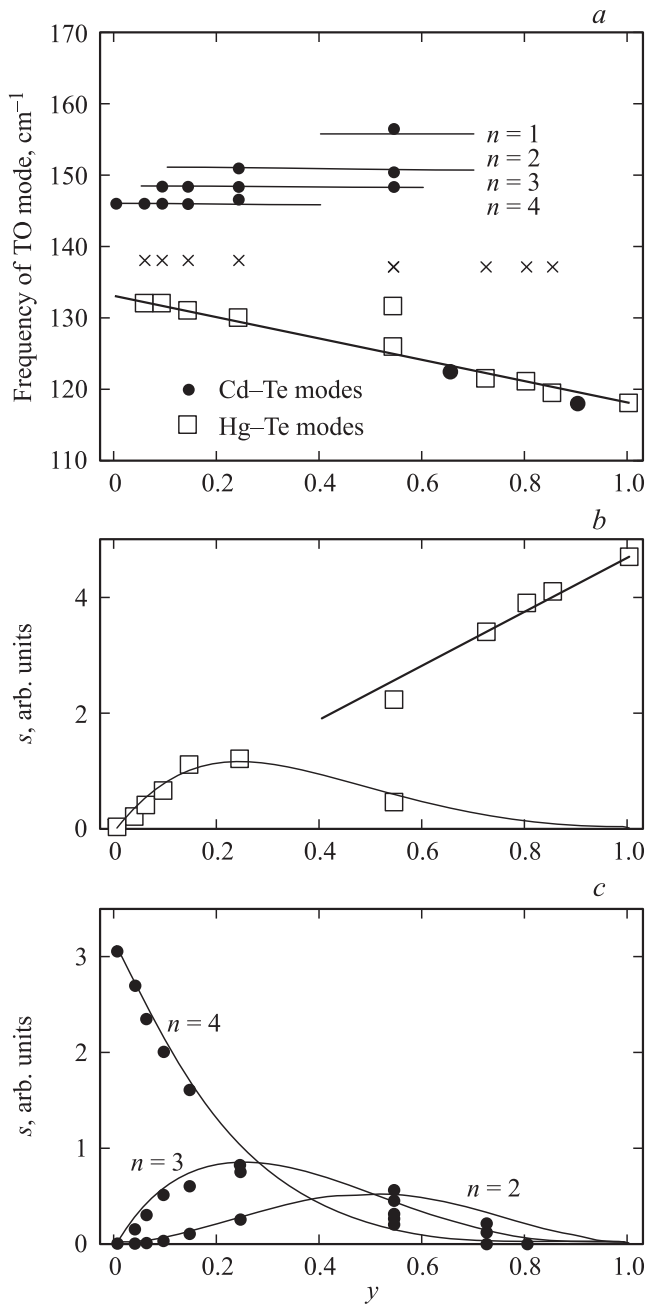 a
170
160
150
140
130
120
110
Frequency of TO mode, cm⁻¹
n = 1
n = 2
n = 3
n = 4
Cd–Te modes
Hg–Te modes
0 0.2 0.4 0.6 0.8 1.0
b
4
2
0
s, arb. units
0 0.2 0.4 0.6 0.8 1.0
c
3
2
1
0
s, arb. units
n = 4
n = 3
n = 2
0 0.2 0.4 0.6 0.8 1.0
y